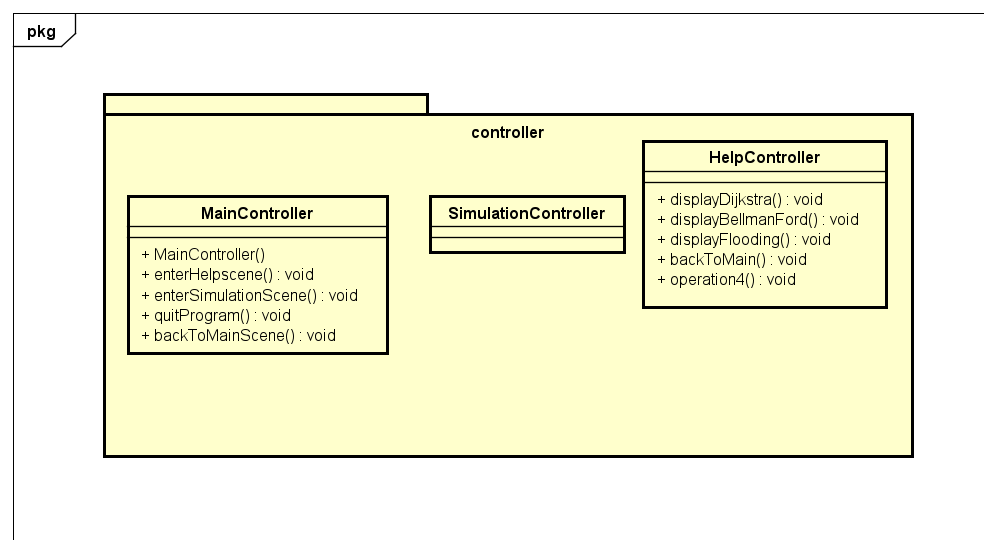 pkg
controller
MainController
+ MainController()
+ enterHelpscene() : void
+ enterSimulationScene() : void
+ quitProgram() : void
+ backToMainScene() : void
SimulationController
HelpController
+ displayDijkstra() : void
+ displayBellmanFord() : void
+ displayFlooding() : void
+ backToMain() : void
+ operation4() : void